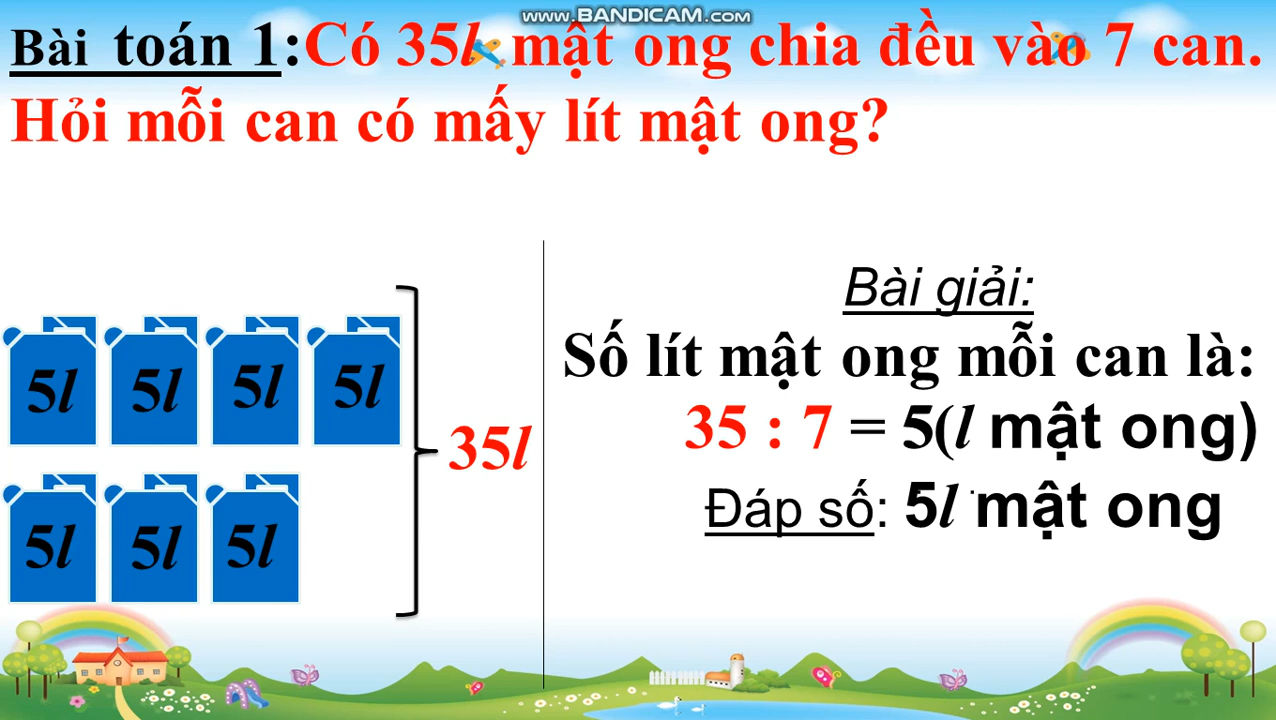 www.BANDICAM.com
Bài toán 1:Có 35l mật ong chia đều vào 7 can.
Hỏi mỗi can có mấy lít mật ong?
Bài giải:
Số lít mật ong mỗi can là:
35 : 7 = 5(l mật ong)
Đáp số: 5l mật ong
5l 5l 5l 5l
35l
5l 5l 5l